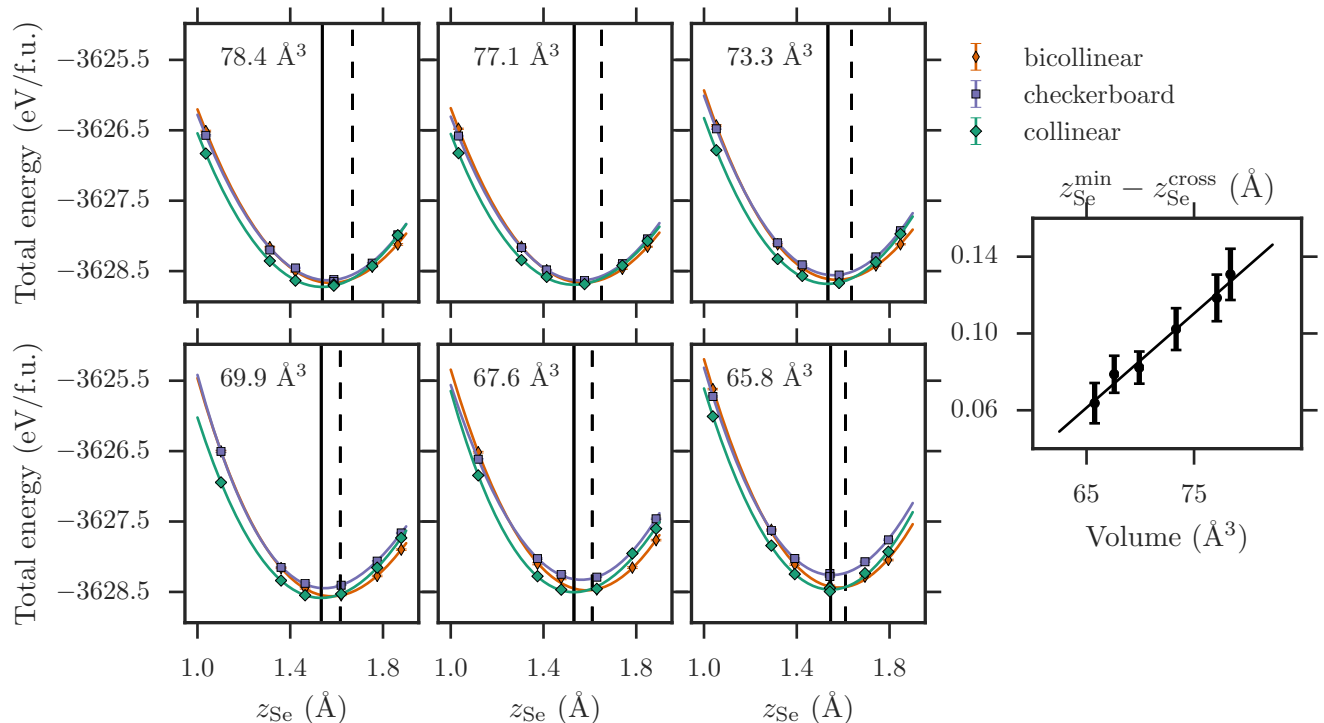 Total energy (eV/f.u.)
−3625.5
−3626.5
−3627.5
−3628.5
78.4 Å³
77.1 Å³
73.3 Å³
bicollinear
checkerboard
collinear
Total energy (eV/f.u.)
−3625.5
−3626.5
−3627.5
−3628.5
69.9 Å³
67.6 Å³
65.8 Å³
1.0 1.4 1.8
1.0 1.4 1.8
1.0 1.4 1.8
z_Se (Å)
z_Se (Å)
z_Se (Å)
z_Se^min − z_Se^cross (Å)
0.14
0.10
0.06
65 75
Volume (Å³)